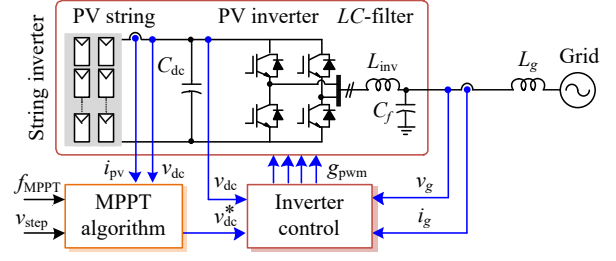 PV string
PV inverter
LC-filter
String inverter
C_dc
L_inv
C_f
L_g
Grid
i_pv
v_dc
v_dc
g_pwm
v_g
i_g
f_MPPT
v_step
MPPT
algorithm
v_dc^*
Inverter
control